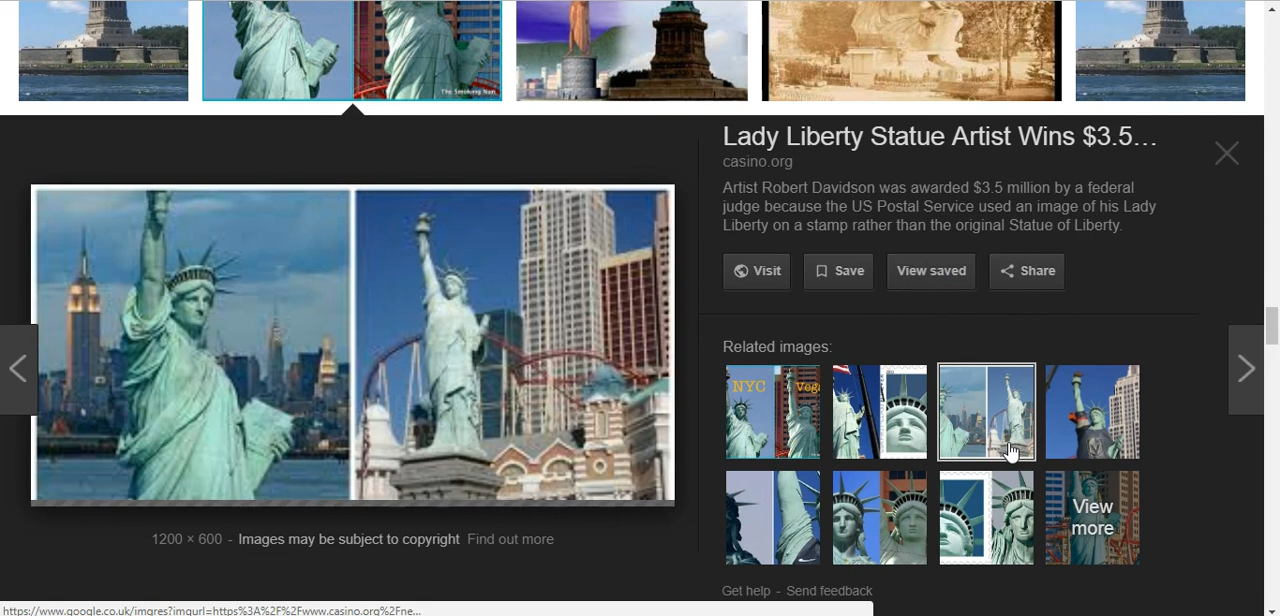 The Smoking Nun
Lady Liberty Statue Artist Wins $3.5…
casino.org
Artist Robert Davidson was awarded $3.5 million by a federal
judge because the US Postal Service used an image of his Lady
Liberty on a stamp rather than the original Statue of Liberty.
Visit
Save
View saved
Share
Related images:
NYC
Vegas
View
more
1200 × 600 - Images may be subject to copyright Find out more
Get help - Send feedback
https://www.google.co.uk/imgres?imgurl=https%3A%2F%2Fwww.casino.org%2Fne...